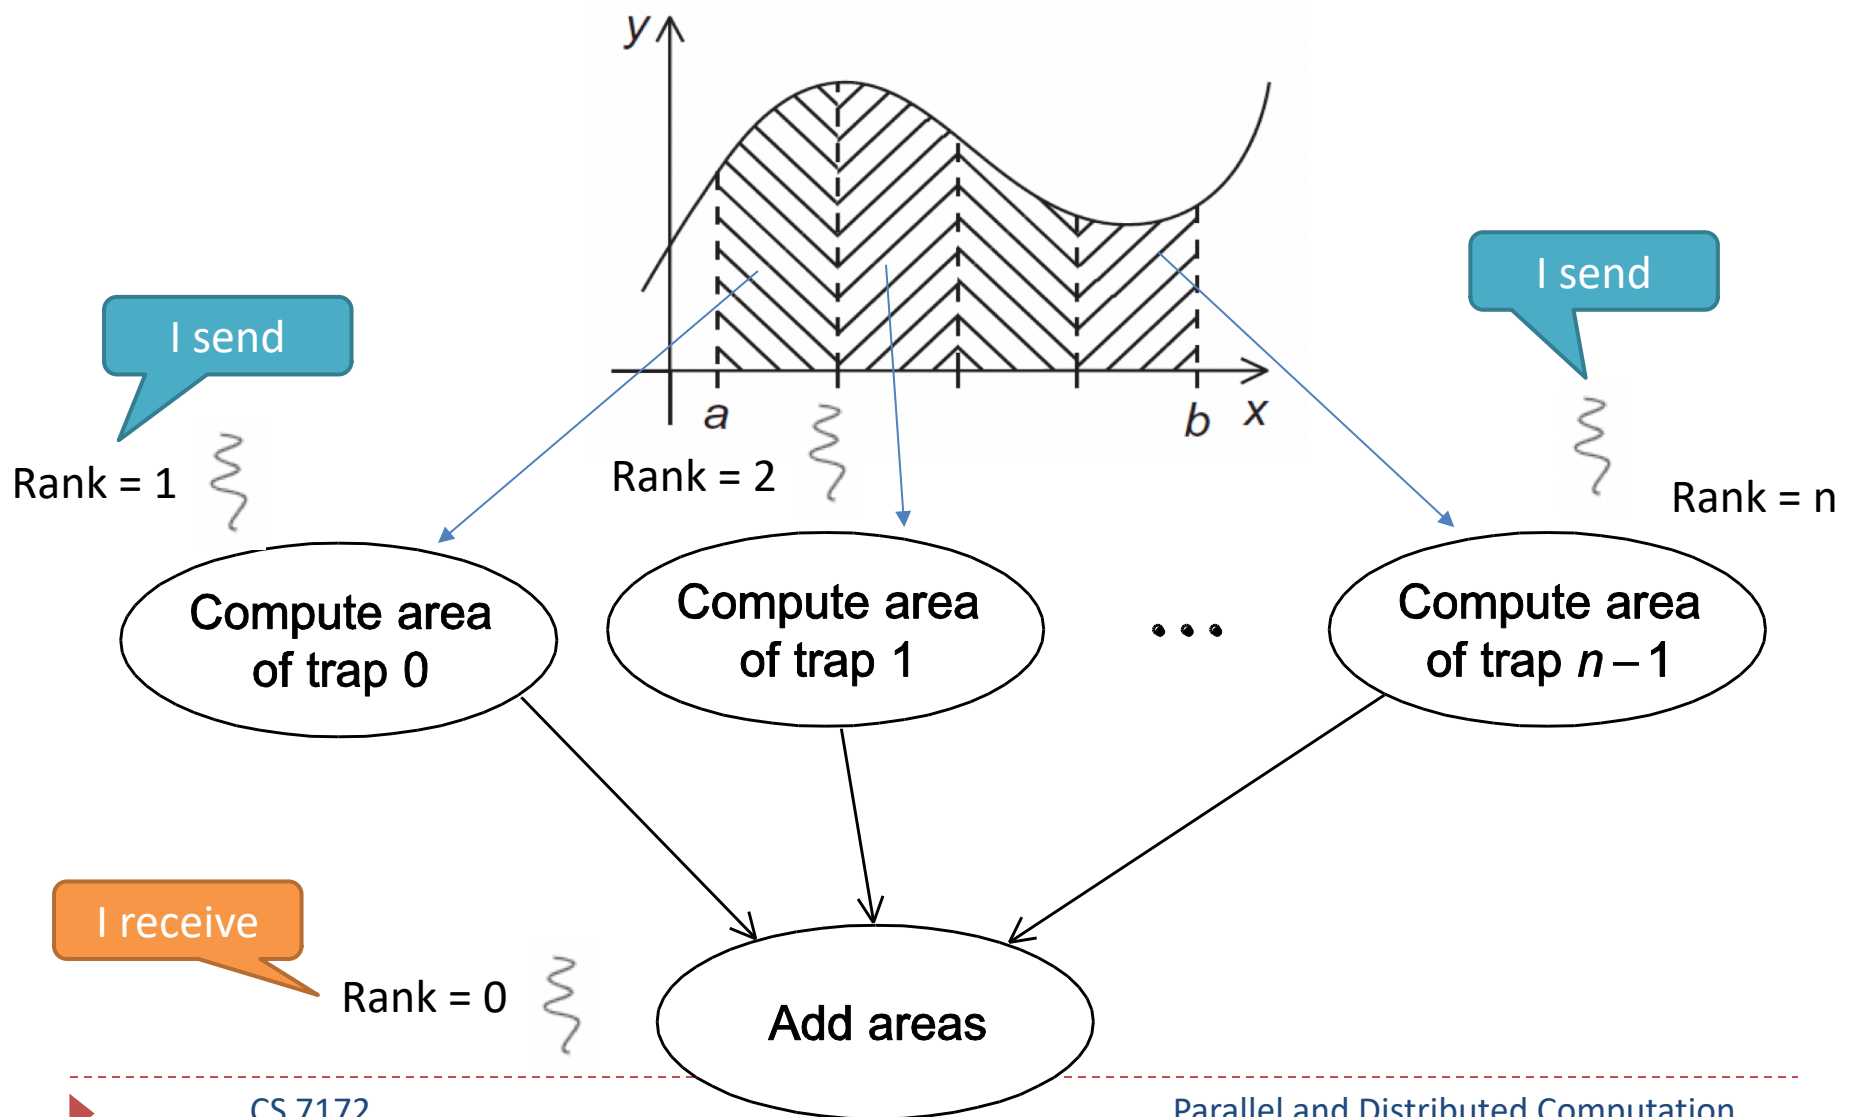 y
I send
I send
a
b
x
Rank = 1
Rank = 2
Rank = n
Compute area
of trap 0
Compute area
of trap 1
...
Compute area
of trap n – 1
I receive
Rank = 0
Add areas
CS 7172
Parallel and Distributed Computation